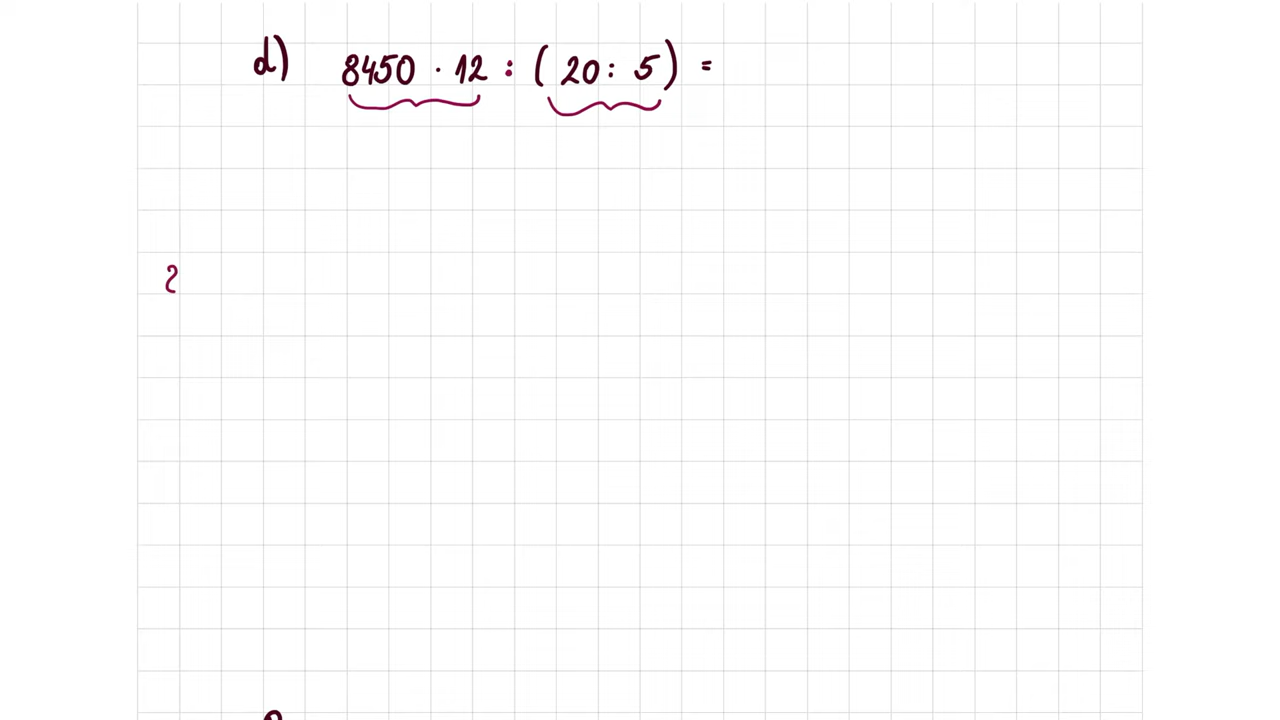 d) 8450 · 12 : ( 20 : 5 ) =